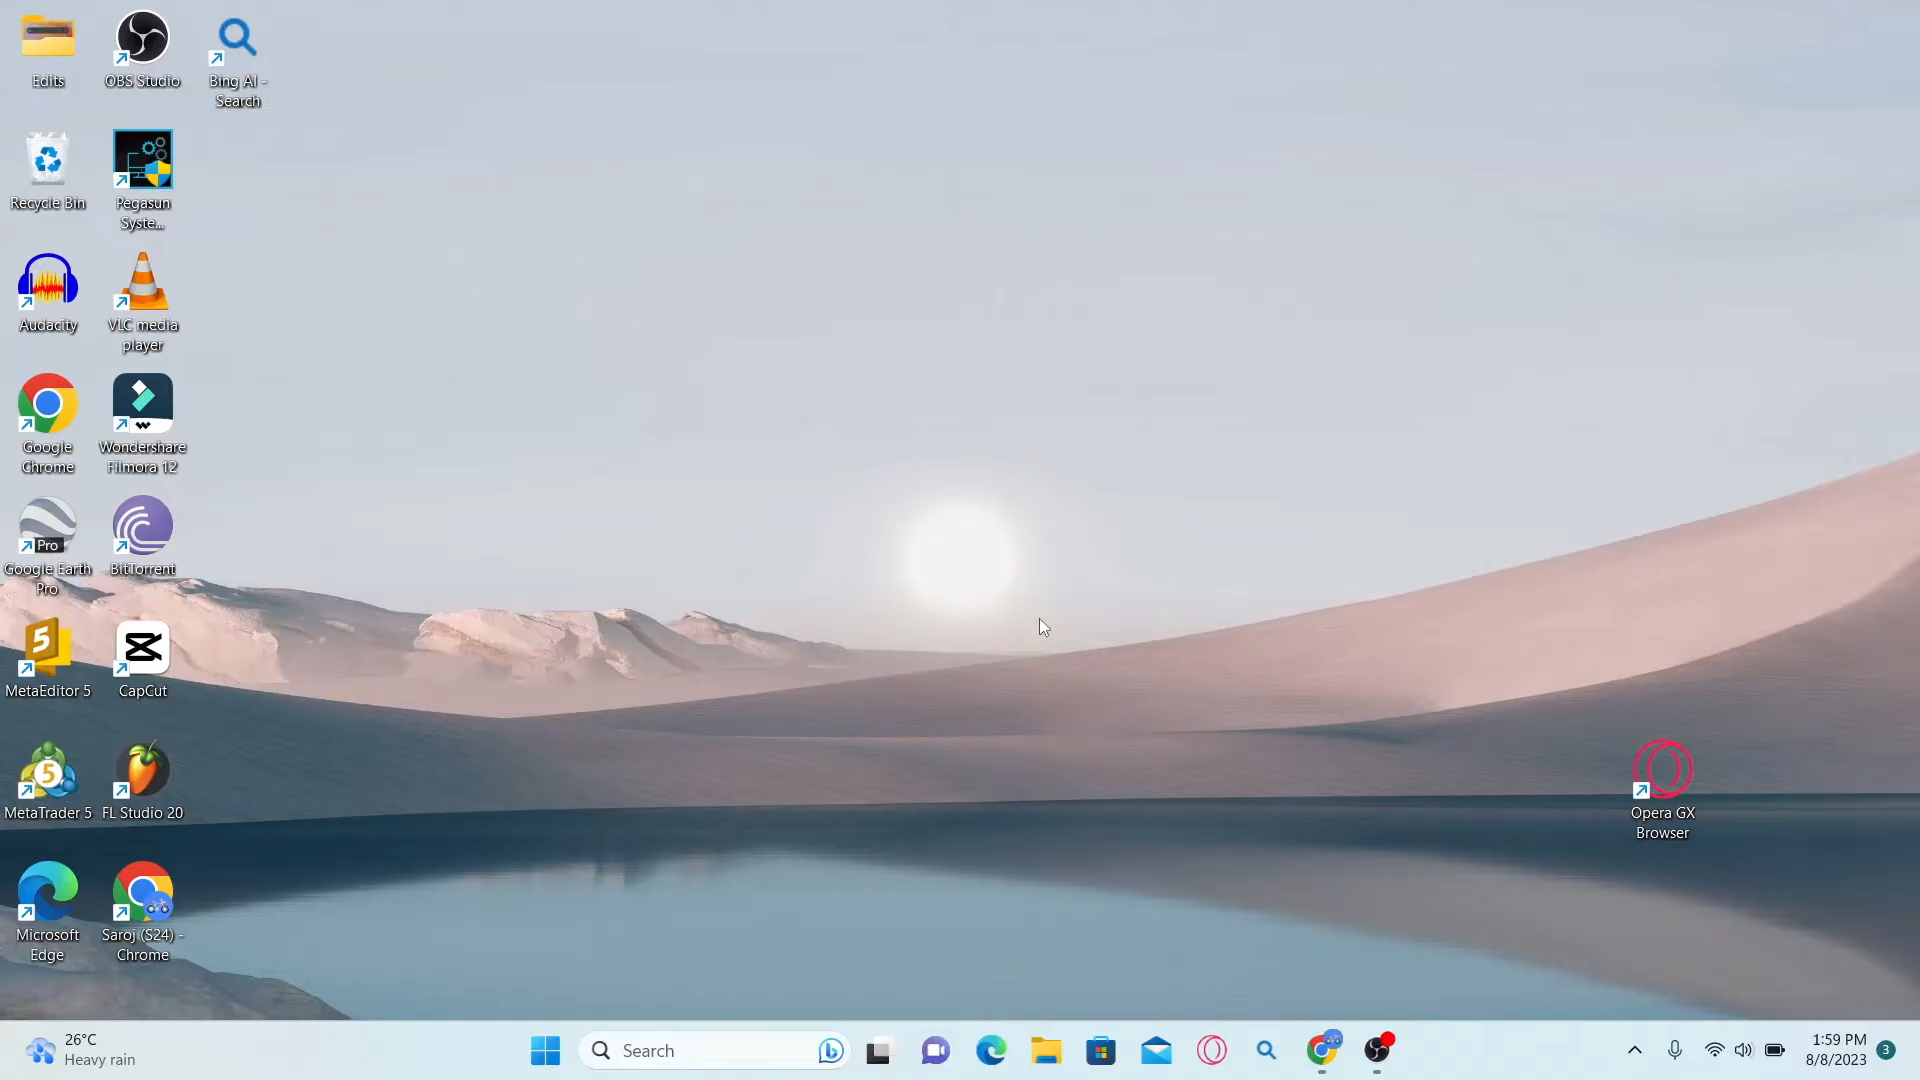 Edits
OBS Studio
Bing AI -
Search
Recycle Bin
Pegasun
Syste...
Audacity
VLC media
player
Google
Chrome
Wondershare
Filmora 12
Pro
Google Earth
Pro
BitTorrent
5
MetaEditor 5
CapCut
5
MetaTrader 5
FL Studio 20
Microsoft
Edge
Saroj (S24) -
Chrome
Opera GX
Browser
26°C
Heavy rain
Search
1:59 PM
8/8/2023
3